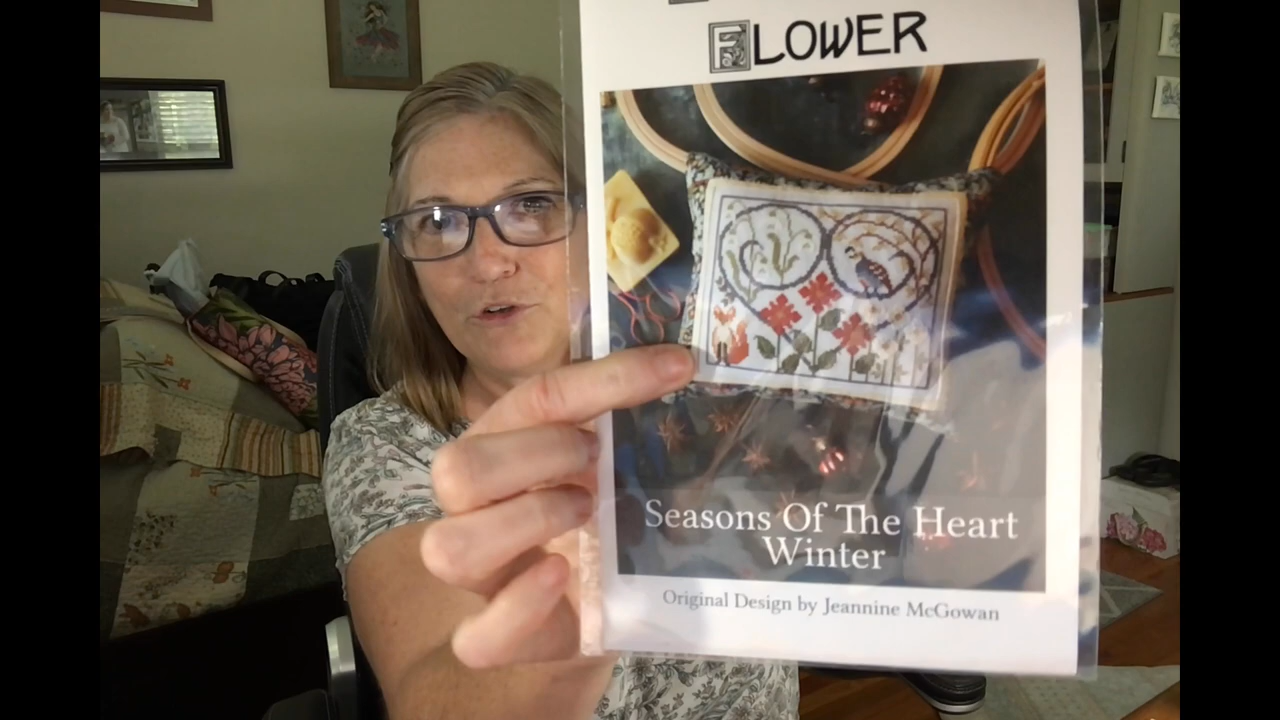 FLOWER
Seasons Of The Heart
Winter
Original Design by Jeannine McGowan